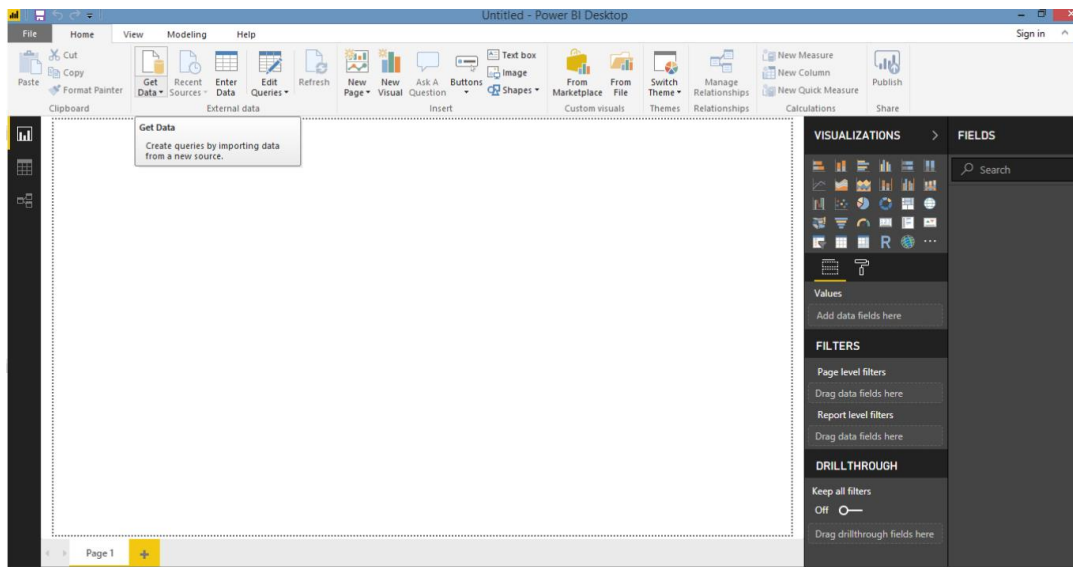 Untitled - Power BI Desktop
File Home View Modeling Help Sign in
Paste
Cut
Copy
Format Painter
Clipboard
Get Data
Recent Sources
Enter Data
Edit Queries
Refresh
External data
New Page
New Visual
Ask A Question
Buttons
Text box
Image
Shapes
Insert
From Marketplace
From File
Custom visuals
Switch Theme
Themes
Manage Relationships
Relationships
New Measure
New Column
New Quick Measure
Calculations
Publish
Share
Get Data
Create queries by importing data
from a new source.
VISUALIZATIONS
R
Values
Add data fields here
FILTERS
Page level filters
Drag data fields here
Report level filters
Drag data fields here
DRILLTHROUGH
Keep all filters
Off
Drag drillthrough fields here
FIELDS
Search
Page 1